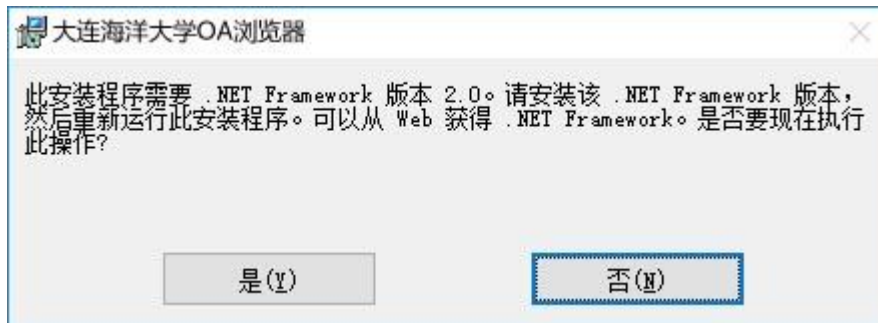 大连海洋大学OA浏览器
此安装程序需要 .NET Framework 版本 2.0。请安装该 .NET Framework 版本，
然后重新运行此安装程序。可以从 Web 获得 .NET Framework。是否要现在执行
此操作?
是(Y)
否(N)